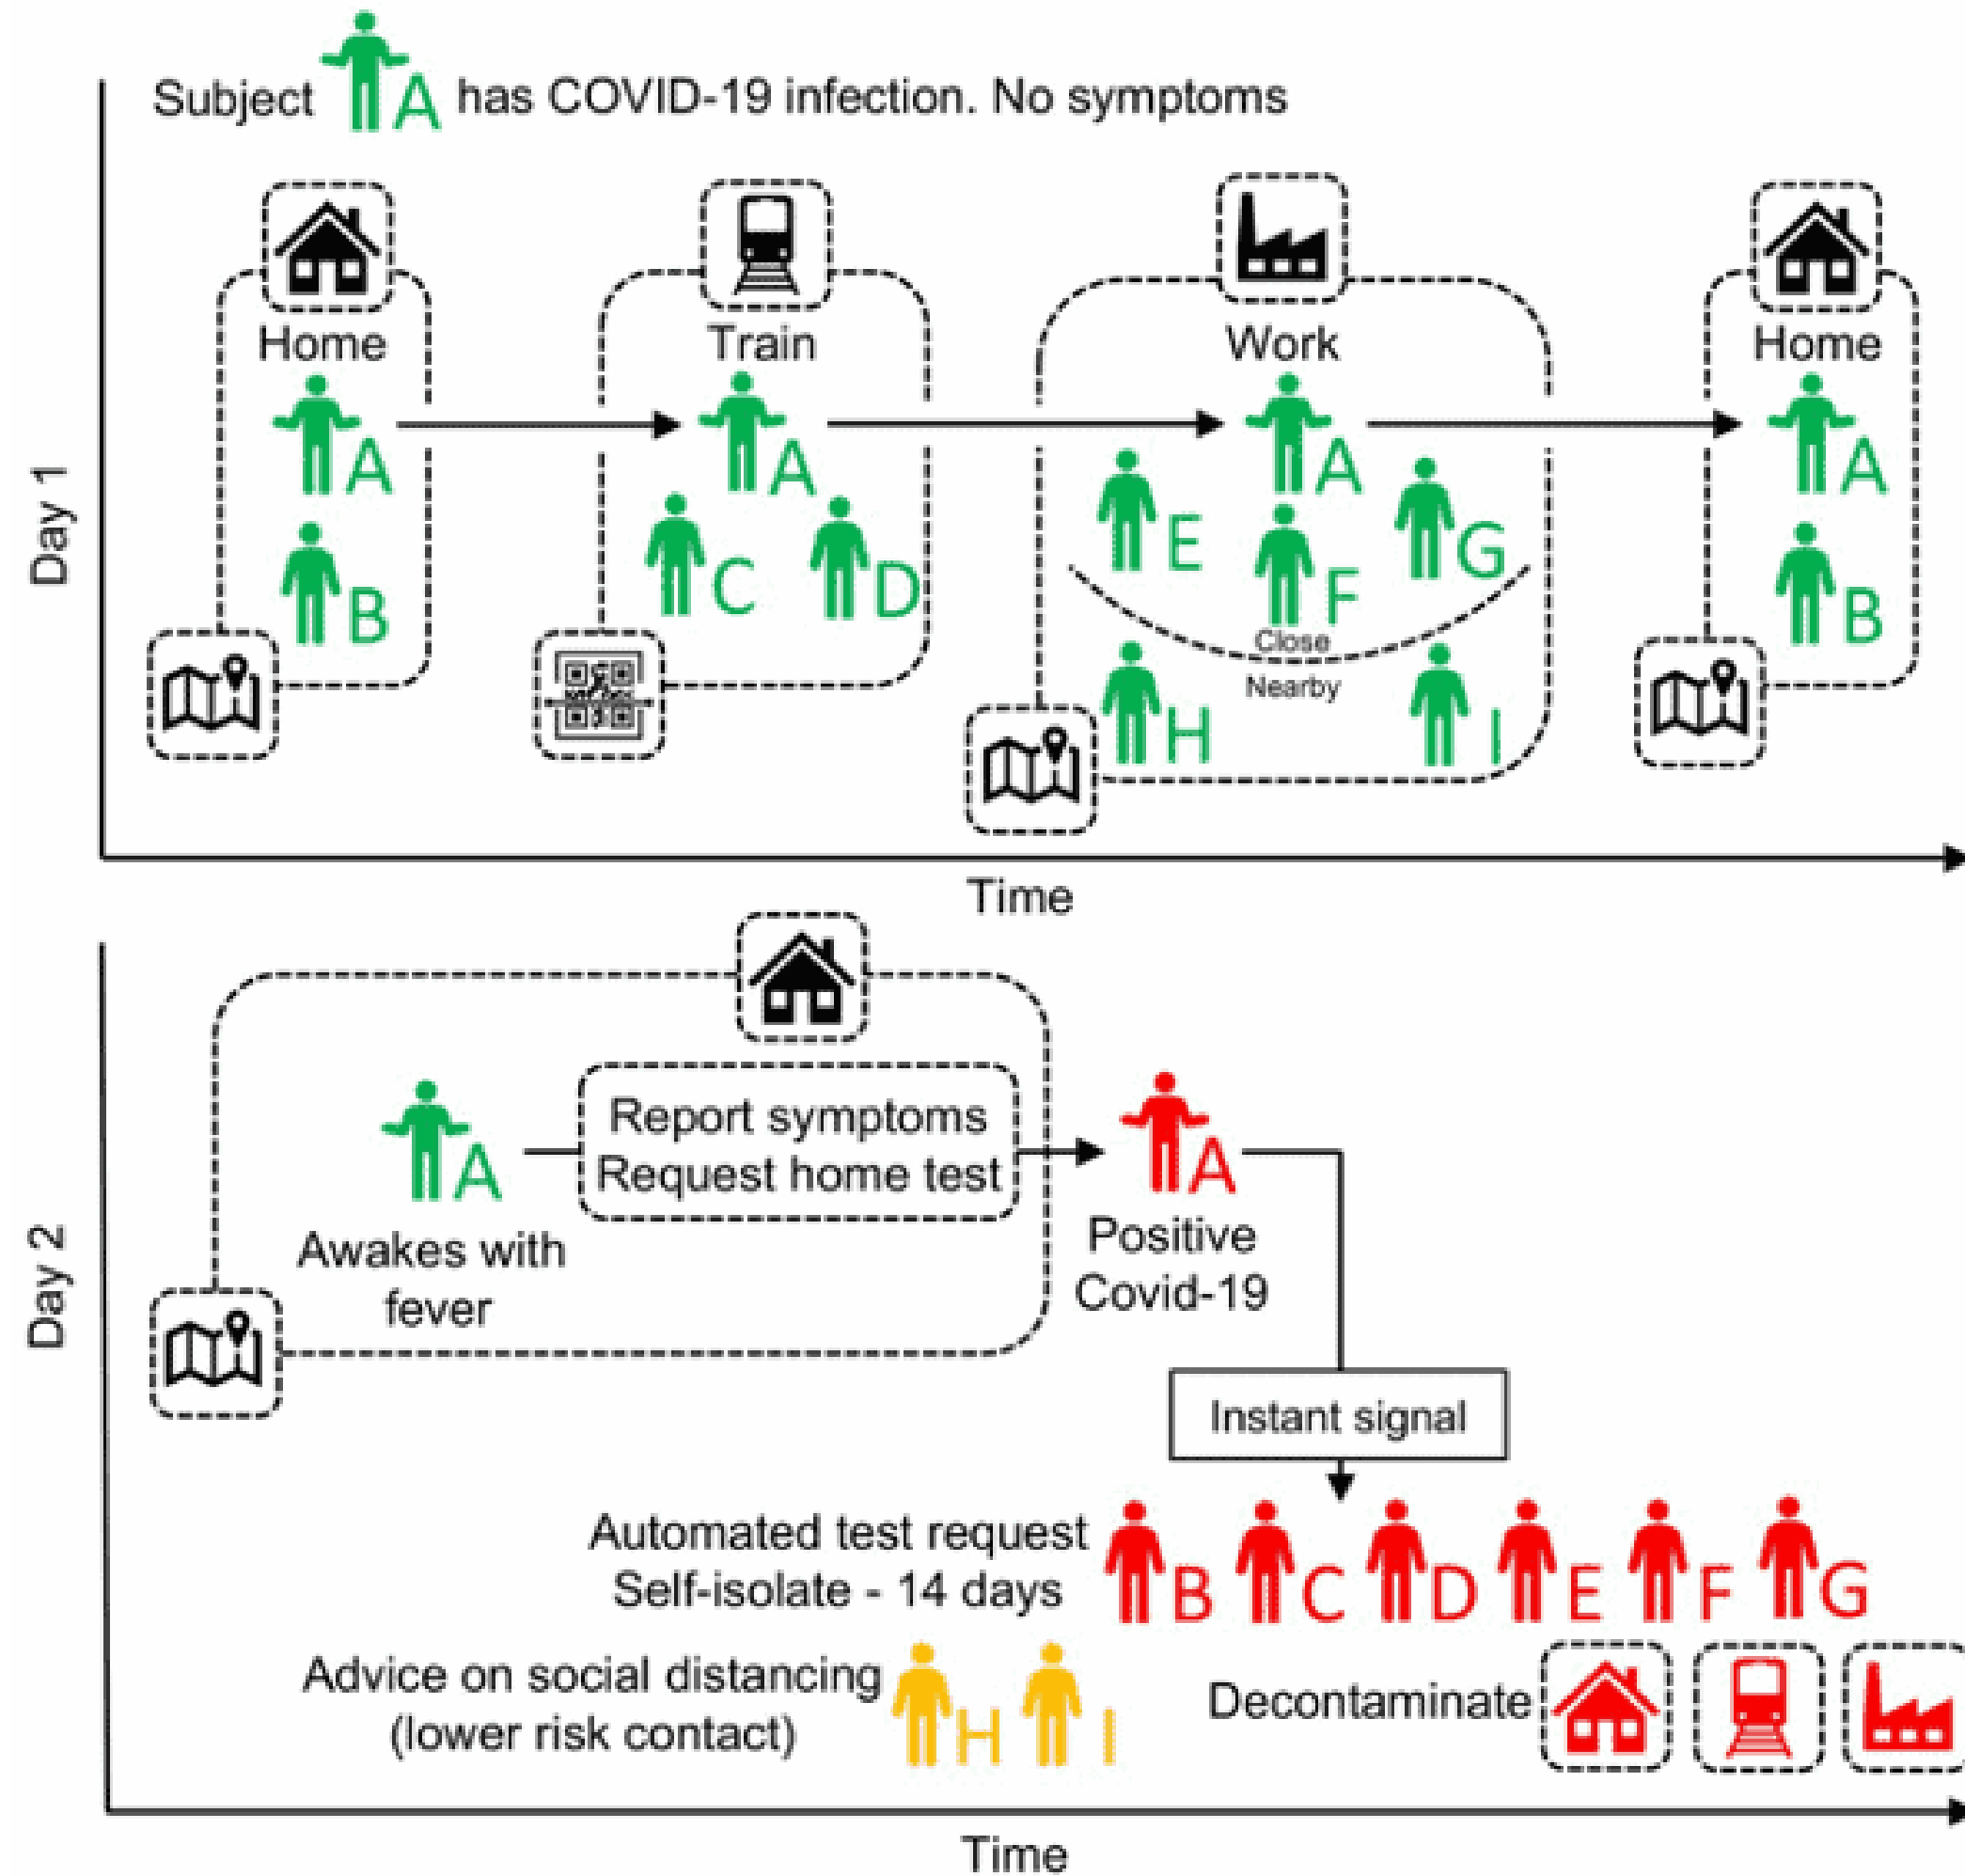 Subject A has COVID-19 infection. No symptoms
Day 1
Home
Train
Work
Home
A
A
A
A
B
C
D
E
F
G
B
Close
Nearby
H
I
Time
Day 2
A
Report symptoms
Request home test
A
Awakes with
fever
Positive
Covid-19
Instant signal
Automated test request
Self-isolate - 14 days
B C D E F G
Advice on social distancing
(lower risk contact)
H I
Decontaminate
Time